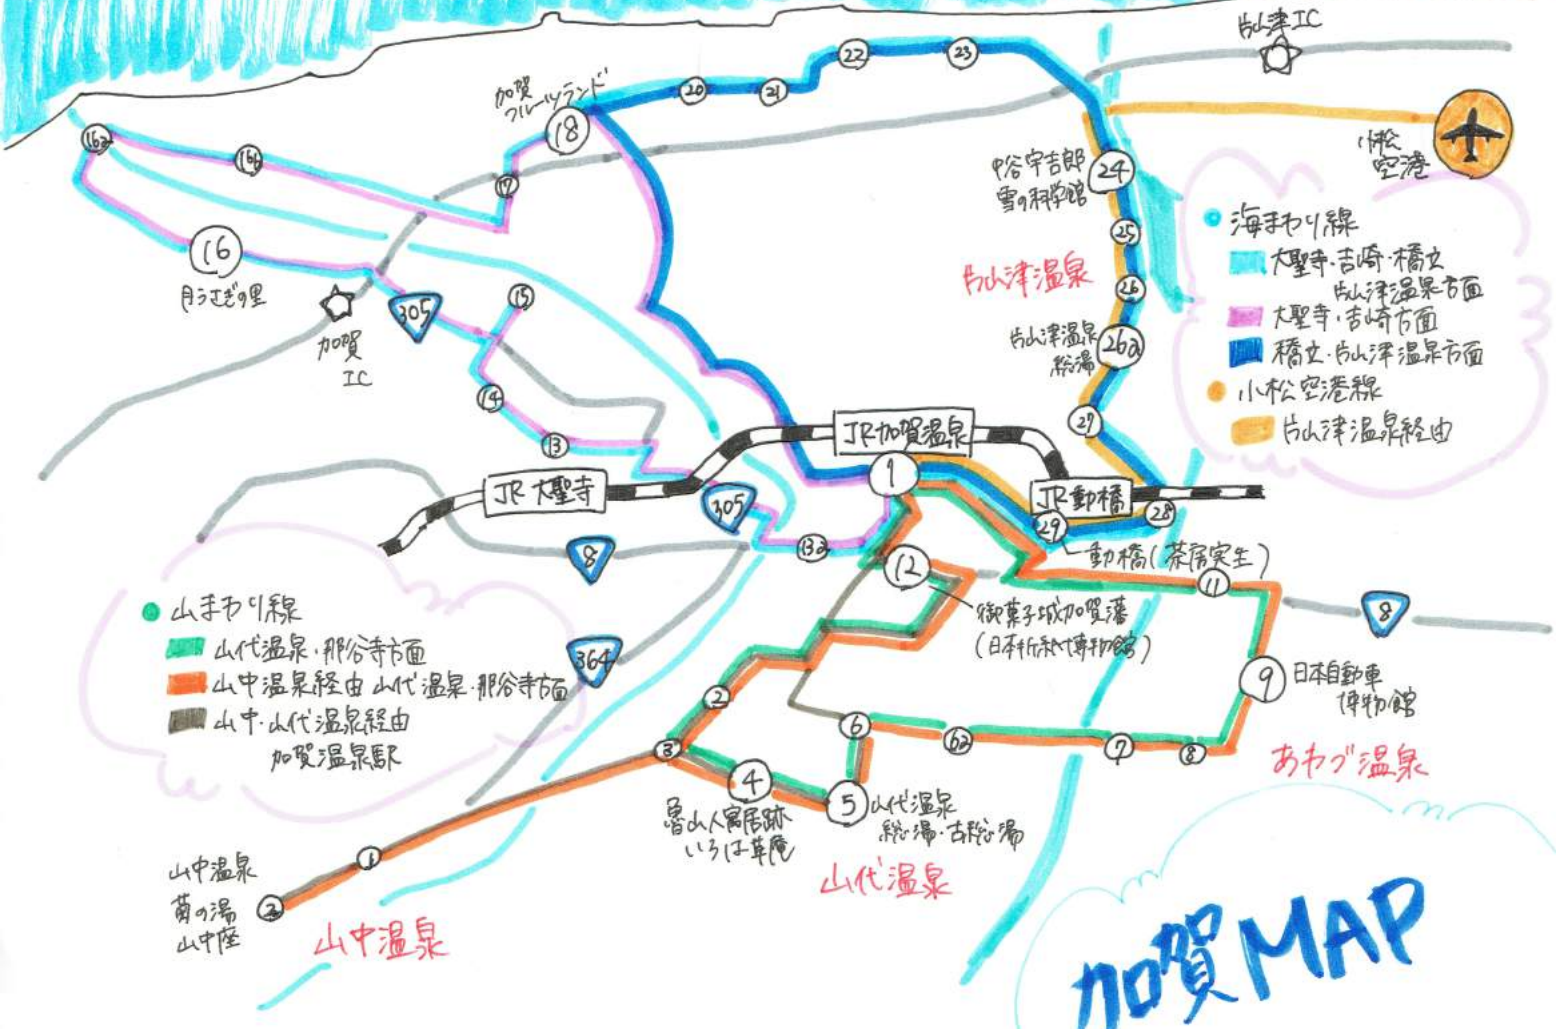 片山津IC
22
23
加賀
フルーツランド
20
21
18
16a
16b
17
小松
空港
中谷宇吉郎
雪の科学館
24
25
片山津温泉
26
片山津温泉
総湯
26a
27
16
月うさぎの里
加賀
IC
305
15
14
13
海まわり線
大聖寺・吉崎・橋立
片山津温泉方面
大聖寺・吉崎方面
橋立・片山津温泉方面
小松空港線
片山津温泉経由
JR加賀温泉
1
JR大聖寺
305
JR動橋
28
29
動橋(茶房実生)
8
13a
12
11
8
御菓子城加賀藩
(日本折紙博物館)
山まわり線
山代温泉・那谷寺方面
山中温泉経由 山代温泉・那谷寺方面
山中・山代温泉経由
加賀温泉駅
364
9
日本自動車
博物館
2
3
6
6a
7
8
あわづ温泉
4
魯山人寓居跡
いろは草庵
5
山代温泉
総湯・古総湯
山代温泉
1
2
山中温泉
菊の湯
山中座
山中温泉
加賀MAP